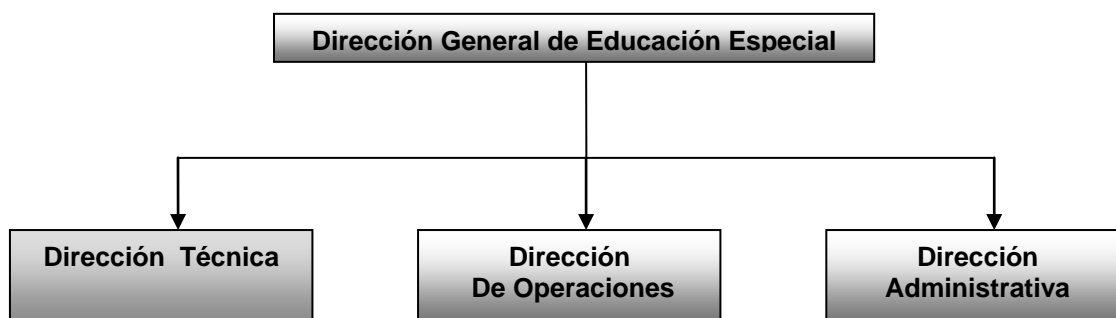 Dirección General de Educación Especial
Dirección Técnica
Dirección
De Operaciones
Dirección
Administrativa